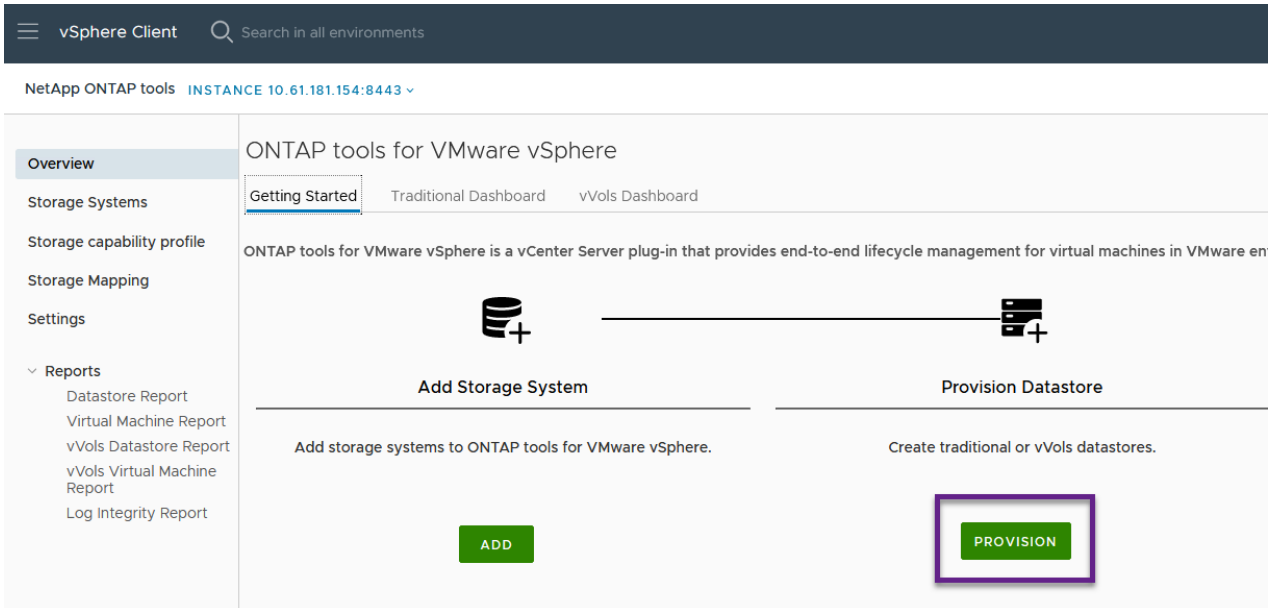 vSphere Client
Search in all environments
NetApp ONTAP tools INSTANCE 10.61.181.154:8443
Overview
Storage Systems
Storage capability profile
Storage Mapping
Settings
Reports
Datastore Report
Virtual Machine Report
vVols Datastore Report
vVols Virtual Machine
Report
Log Integrity Report
ONTAP tools for VMware vSphere
Getting Started Traditional Dashboard vVols Dashboard
ONTAP tools for VMware vSphere is a vCenter Server plug-in that provides end-to-end lifecycle management for virtual machines in VMware en
Add Storage System
Add storage systems to ONTAP tools for VMware vSphere.
ADD
Provision Datastore
Create traditional or vVols datastores.
PROVISION